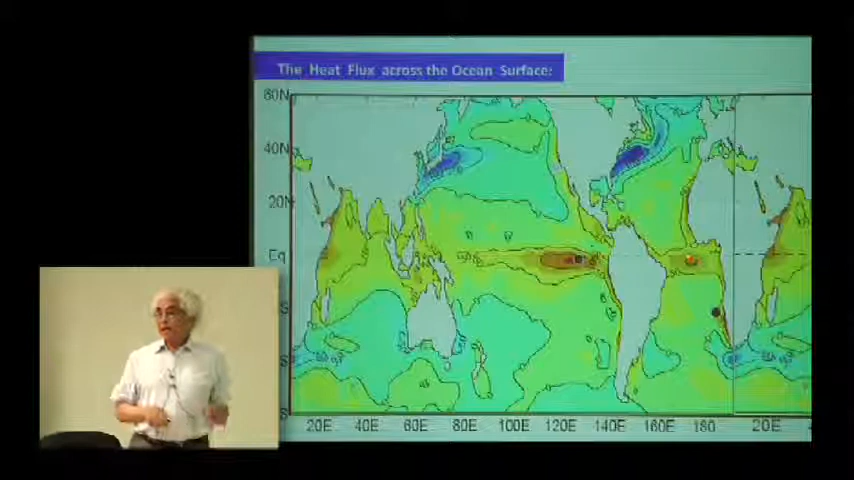 The Heat Flux across the Ocean Surface:
60N
40N
20N
Eq
S
S
S
20E 40E 60E 80E 100E 120E 140E 160E 180 20E